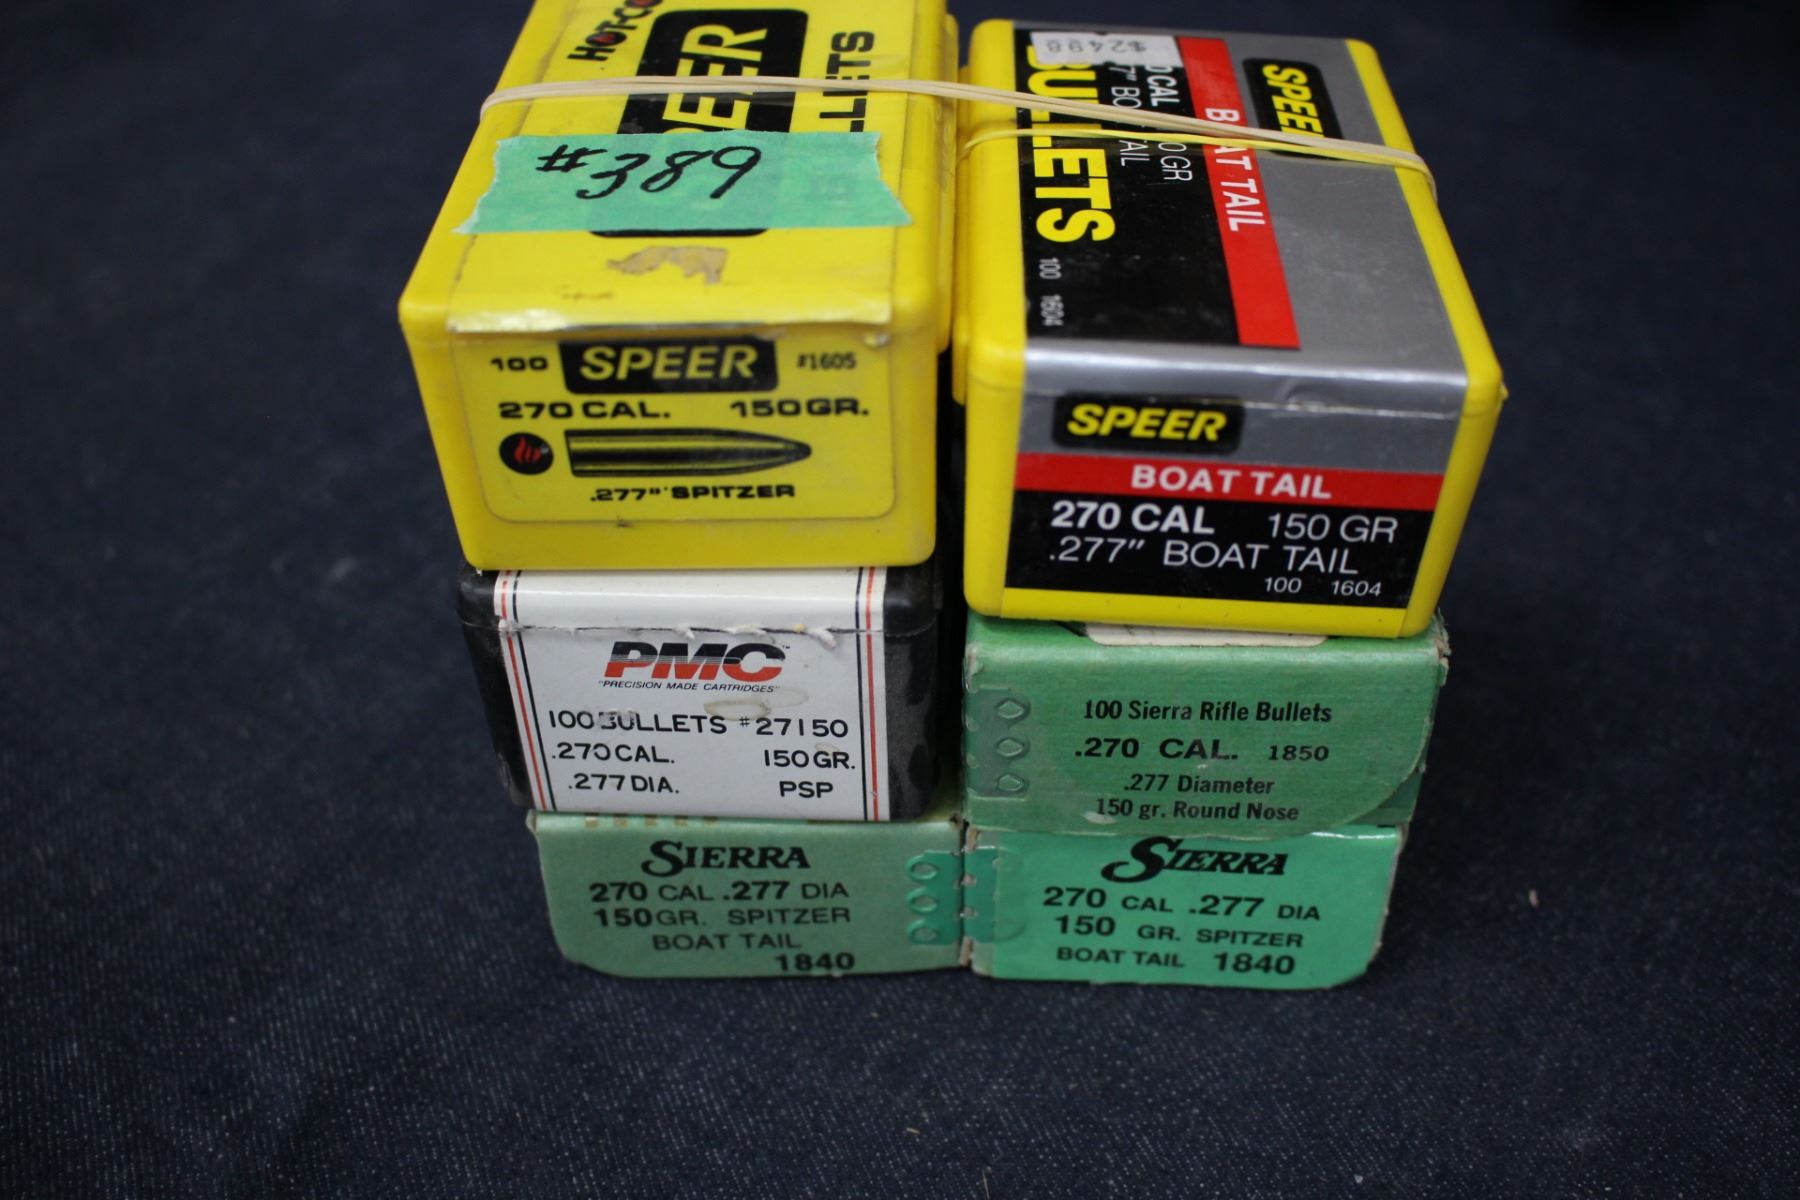 HOT-CO
SPEER
BULLETS
#389
100 SPEER #1605
270 CAL. 150 GR.
.277" SPITZER
$2498
SPEER
BOAT TAIL
BULLETS
100 1604
SPEER
BOAT TAIL
270 CAL 150 GR
.277" BOAT TAIL
100 1604
PMC
"PRECISION MADE CARTRIDGES"
100 BULLETS #27150
.270 CAL. 150 GR.
.277 DIA. PSP
100 Sierra Rifle Bullets
.270 CAL. 1850
.277 Diameter
150 gr. Round Nose
SIERRA
270 CAL .277 DIA
150 GR. SPITZER
BOAT TAIL
1840
SIERRA
270 CAL .277 DIA
150 GR. SPITZER
BOAT TAIL 1840